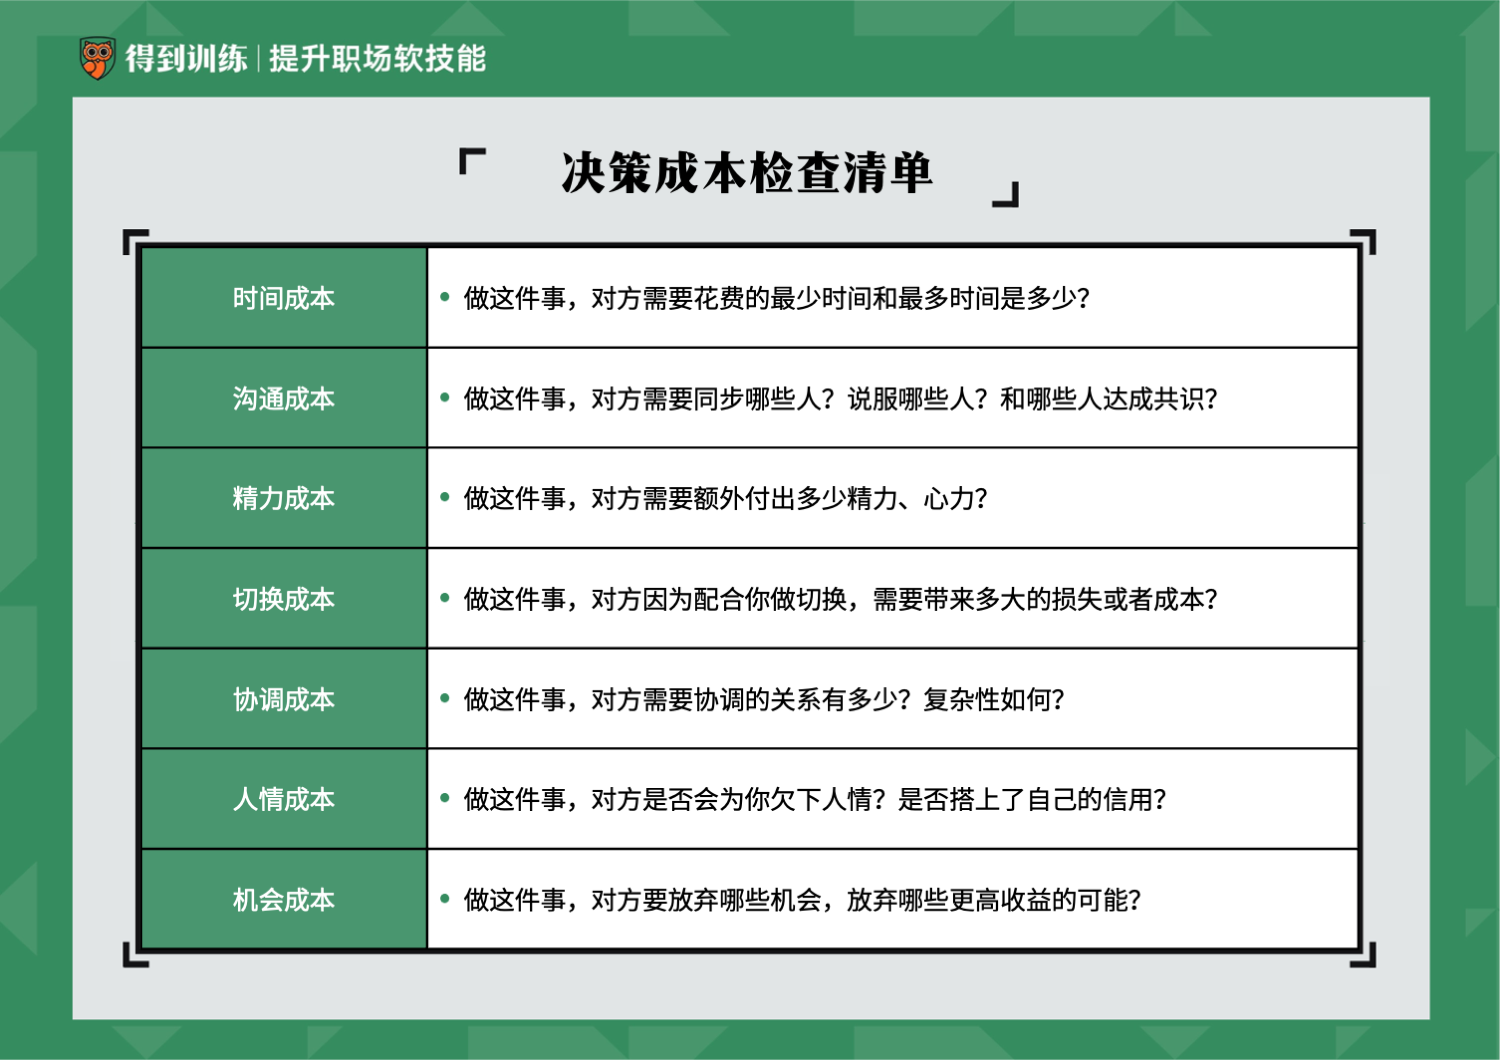 得到训练|提升职场软技能
决策成本检查清单
时间成本
• 做这件事，对方需要花费的最少时间和最多时间是多少？
沟通成本
• 做这件事，对方需要同步哪些人？说服哪些人？和哪些人达成共识？
精力成本
• 做这件事，对方需要额外付出多少精力、心力？
切换成本
• 做这件事，对方因为配合你做切换，需要带来多大的损失或者成本？
协调成本
• 做这件事，对方需要协调的关系有多少？复杂性如何？
人情成本
• 做这件事，对方是否会为你欠下人情？是否搭上了自己的信用？
机会成本
• 做这件事，对方要放弃哪些机会，放弃哪些更高收益的可能？